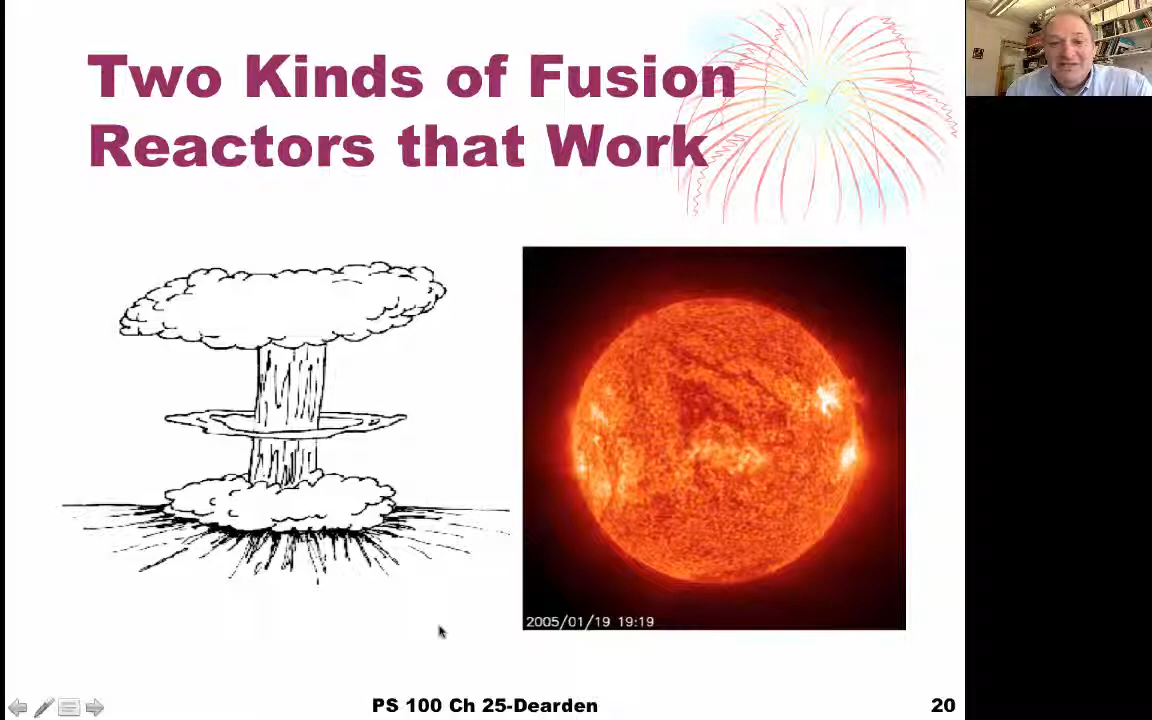 Two Kinds of Fusion
Reactors that Work
2005/01/19 19:19
PS 100 Ch 25-Dearden
20